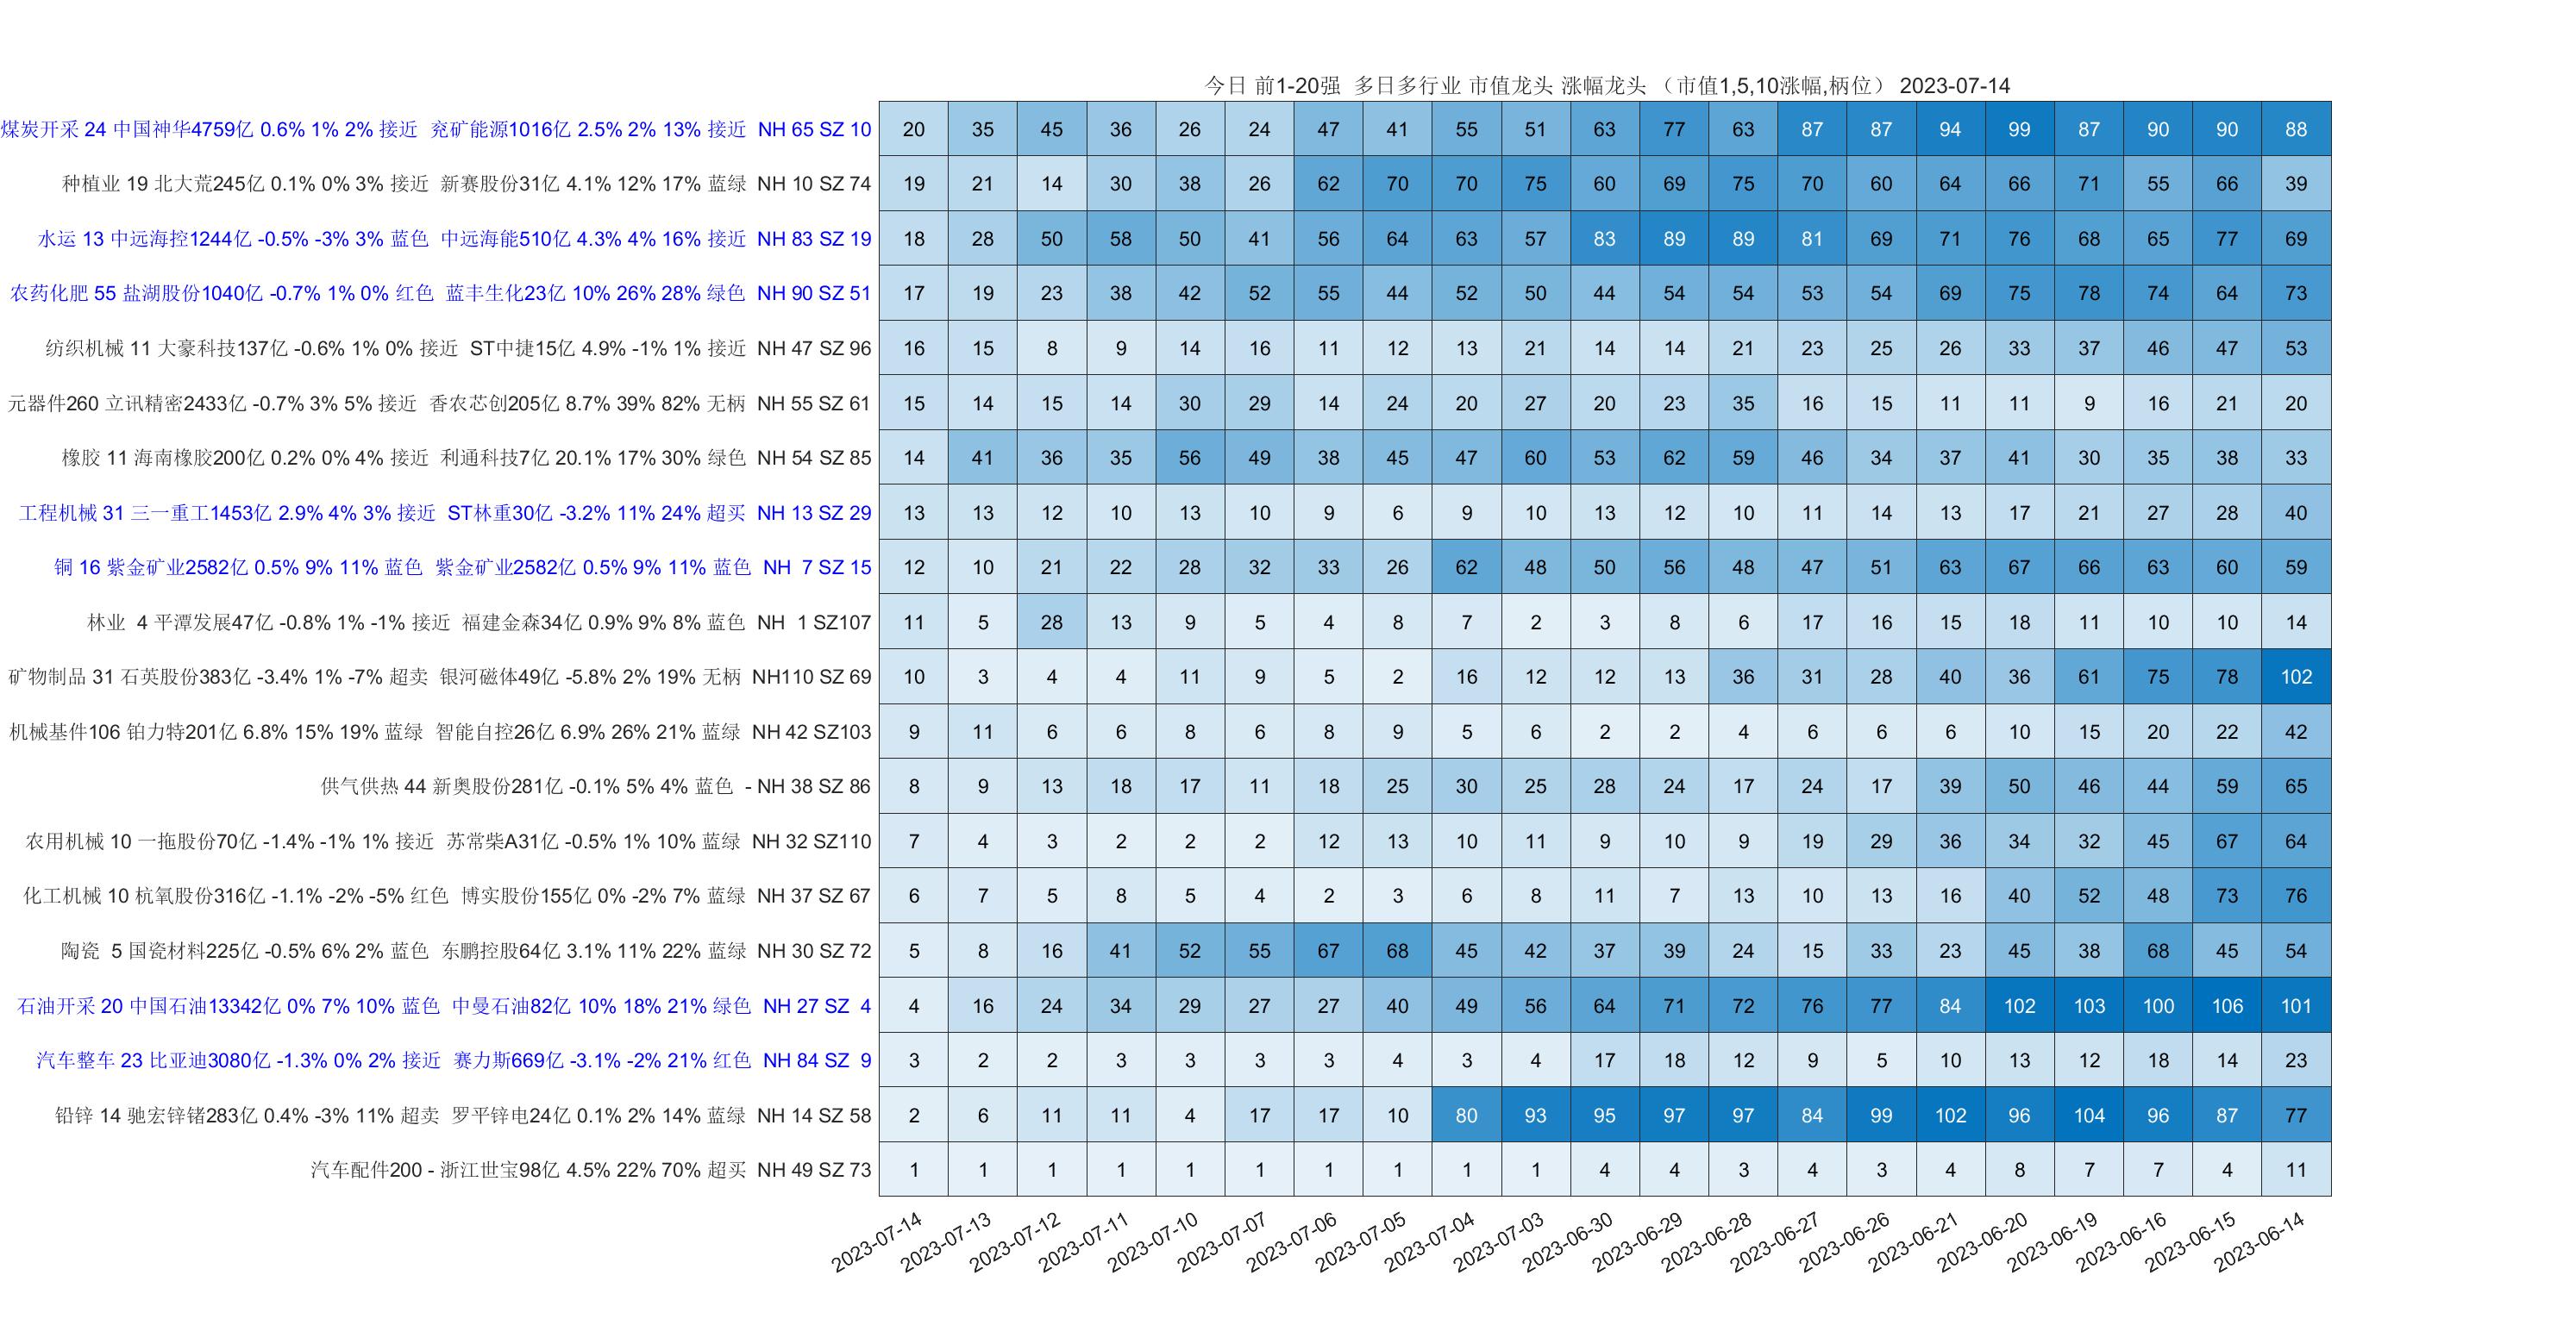 今日 前1-20强 多日多行业 市值龙头 涨幅龙头 （市值1,5,10涨幅,柄位） 2023-07-14
煤炭开采 24 中国神华4759亿 0.6% 1% 2% 接近 兖矿能源1016亿 2.5% 2% 13% 接近 NH 65 SZ 10 20 35 45 36 26 24 47 41 55 51 63 77 63 87 87 94 99 87 90 90 88
种植业 19 北大荒245亿 0.1% 0% 3% 接近 新赛股份31亿 4.1% 12% 17% 蓝绿 NH 10 SZ 74 19 21 14 30 38 26 62 70 70 75 60 69 75 70 60 64 66 71 55 66 39
水运 13 中远海控1244亿 -0.5% -3% 3% 蓝色 中远海能510亿 4.3% 4% 16% 接近 NH 83 SZ 19 18 28 50 58 50 41 56 64 63 57 83 89 89 81 69 71 76 68 65 77 69
农药化肥 55 盐湖股份1040亿 -0.7% 1% 0% 红色 蓝丰生化23亿 10% 26% 28% 绿色 NH 90 SZ 51 17 19 23 38 42 52 55 44 52 50 44 54 54 53 54 69 75 78 74 64 73
纺织机械 11 大豪科技137亿 -0.6% 1% 0% 接近 ST中捷15亿 4.9% -1% 1% 接近 NH 47 SZ 96 16 15 8 9 14 16 11 12 13 21 14 14 21 23 25 26 33 37 46 47 53
元器件260 立讯精密2433亿 -0.7% 3% 5% 接近 香农芯创205亿 8.7% 39% 82% 无柄 NH 55 SZ 61 15 14 15 14 30 29 14 24 20 27 20 23 35 16 15 11 11 9 16 21 20
橡胶 11 海南橡胶200亿 0.2% 0% 4% 接近 利通科技7亿 20.1% 17% 30% 绿色 NH 54 SZ 85 14 41 36 35 56 49 38 45 47 60 53 62 59 46 34 37 41 30 35 38 33
工程机械 31 三一重工1453亿 2.9% 4% 3% 接近 ST林重30亿 -3.2% 11% 24% 超买 NH 13 SZ 29 13 13 12 10 13 10 9 6 9 10 13 12 10 11 14 13 17 21 27 28 40
铜 16 紫金矿业2582亿 0.5% 9% 11% 蓝色 紫金矿业2582亿 0.5% 9% 11% 蓝色 NH 7 SZ 15 12 10 21 22 28 32 33 26 62 48 50 56 48 47 51 63 67 66 63 60 59
林业 4 平潭发展47亿 -0.8% 1% -1% 接近 福建金森34亿 0.9% 9% 8% 蓝色 NH 1 SZ107 11 5 28 13 9 5 4 8 7 2 3 8 6 17 16 15 18 11 10 10 14
矿物制品 31 石英股份383亿 -3.4% 1% -7% 超卖 银河磁体49亿 -5.8% 2% 19% 无柄 NH110 SZ 69 10 3 4 4 11 9 5 2 16 12 12 13 36 31 28 40 36 61 75 78 102
机械基件106 铂力特201亿 6.8% 15% 19% 蓝绿 智能自控26亿 6.9% 26% 21% 蓝绿 NH 42 SZ103 9 11 6 6 8 6 8 9 5 6 2 2 4 6 6 6 10 15 20 22 42
供气供热 44 新奥股份281亿 -0.1% 5% 4% 蓝色 - NH 38 SZ 86 8 9 13 18 17 11 18 25 30 25 28 24 17 24 17 39 50 46 44 59 65
农用机械 10 一拖股份70亿 -1.4% -1% 1% 接近 苏常柴A31亿 -0.5% 1% 10% 蓝绿 NH 32 SZ110 7 4 3 2 2 2 12 13 10 11 9 10 9 19 29 36 34 32 45 67 64
化工机械 10 杭氧股份316亿 -1.1% -2% -5% 红色 博实股份155亿 0% -2% 7% 蓝绿 NH 37 SZ 67 6 7 5 8 5 4 2 3 6 8 11 7 13 10 13 16 40 52 48 73 76
陶瓷 5 国瓷材料225亿 -0.5% 6% 2% 蓝色 东鹏控股64亿 3.1% 11% 22% 蓝绿 NH 30 SZ 72 5 8 16 41 52 55 67 68 45 42 37 39 24 15 33 23 45 38 68 45 54
石油开采 20 中国石油13342亿 0% 7% 10% 蓝色 中曼石油82亿 10% 18% 21% 绿色 NH 27 SZ 4 4 16 24 34 29 27 27 40 49 56 64 71 72 76 77 84 102 103 100 106 101
汽车整车 23 比亚迪3080亿 -1.3% 0% 2% 接近 赛力斯669亿 -3.1% -2% 21% 红色 NH 84 SZ 9 3 2 2 3 3 3 3 4 3 4 17 18 12 9 5 10 13 12 18 14 23
铅锌 14 驰宏锌锗283亿 0.4% -3% 11% 超卖 罗平锌电24亿 0.1% 2% 14% 蓝绿 NH 14 SZ 58 2 6 11 11 4 17 17 10 80 93 95 97 97 84 99 102 96 104 96 87 77
汽车配件200 - 浙江世宝98亿 4.5% 22% 70% 超买 NH 49 SZ 73 1 1 1 1 1 1 1 1 1 1 4 4 3 4 3 4 8 7 7 4 11
2023-07-14 2023-07-13 2023-07-12 2023-07-11 2023-07-10 2023-07-07 2023-07-06 2023-07-05 2023-07-04 2023-07-03 2023-06-30 2023-06-29 2023-06-28 2023-06-27 2023-06-26 2023-06-21 2023-06-20 2023-06-19 2023-06-16 2023-06-15 2023-06-14